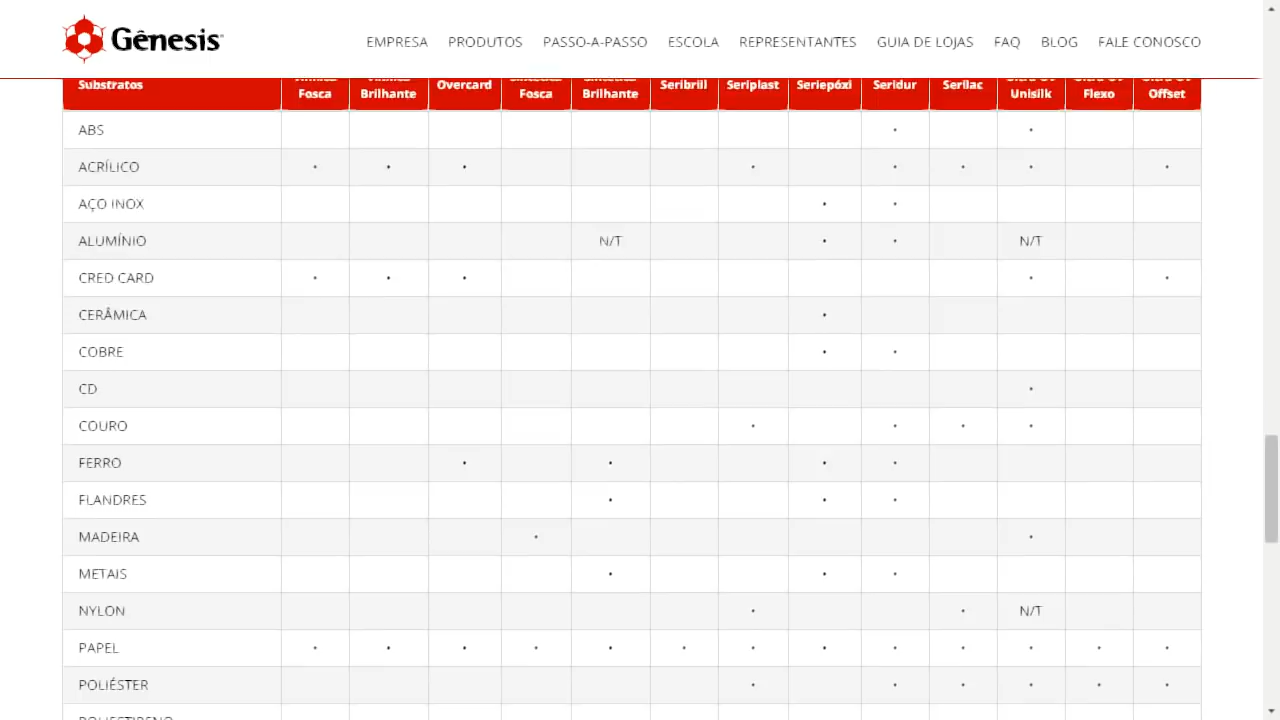 Gênesis
EMPRESA PRODUTOS PASSO-A-PASSO ESCOLA REPRESENTANTES GUIA DE LOJAS FAQ BLOG FALE CONOSCO
Substratos Overcard Seribrill Seriplast Seriepóxi Seridur Serilac
Fosca Brilhante Fosca Brilhante Unisilk Flexo Offset
ABS • •
ACRÍLICO • • • • • • • •
AÇO INOX • •
ALUMÍNIO N/T • • N/T
CRED CARD • • • • •
CERÂMICA •
COBRE • •
CD •
COURO • • • •
FERRO • • • •
FLANDRES • • •
MADEIRA • •
METAIS • • •
NYLON • • N/T
PAPEL • • • • • • • • • • • • •
POLIÉSTER • • • • • •